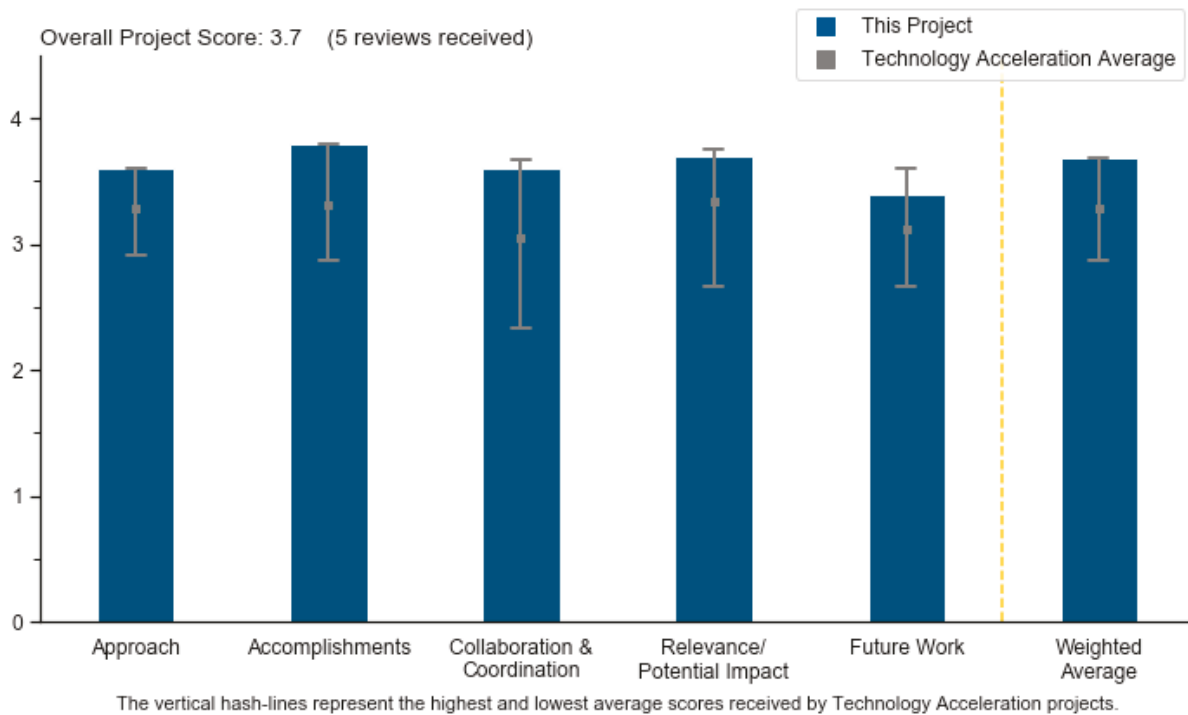 Overall Project Score: 3.7 (5 reviews received)
This Project
Technology Acceleration Average
4
3
2
1
0
Approach
Accomplishments
Collaboration &
Coordination
Relevance/
Potential Impact
Future Work
Weighted
Average
The vertical hash-lines represent the highest and lowest average scores received by Technology Acceleration projects.